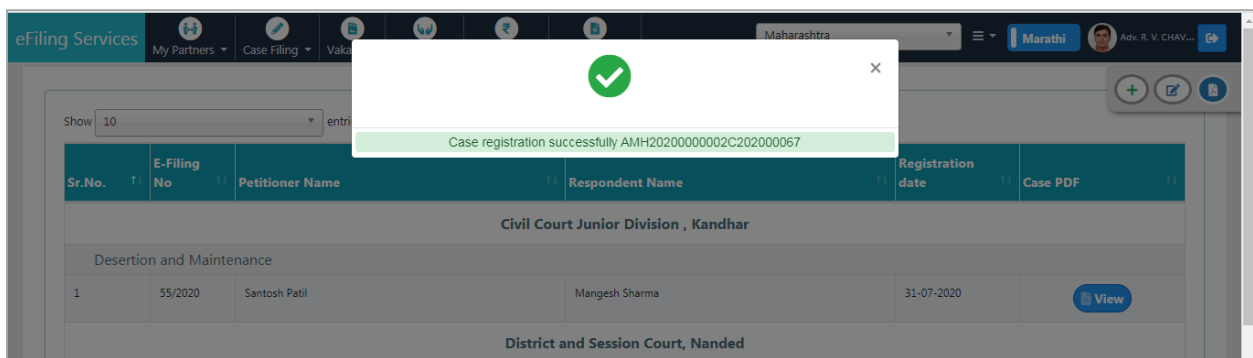 eFiling Services
My Partners
Case Filing
Maharashtra
Marathi
Adv. R. V. CHAV...
Case registration successfully AMH20200000002C202000067
Show 10
Sr.No.
E-Filing No
Petitioner Name
Respondent Name
Registration date
Case PDF
Civil Court Junior Division , Kandhar
Desertion and Maintenance
1
55/2020
Santosh Patil
Mangesh Sharma
31-07-2020
View
District and Session Court, Nanded